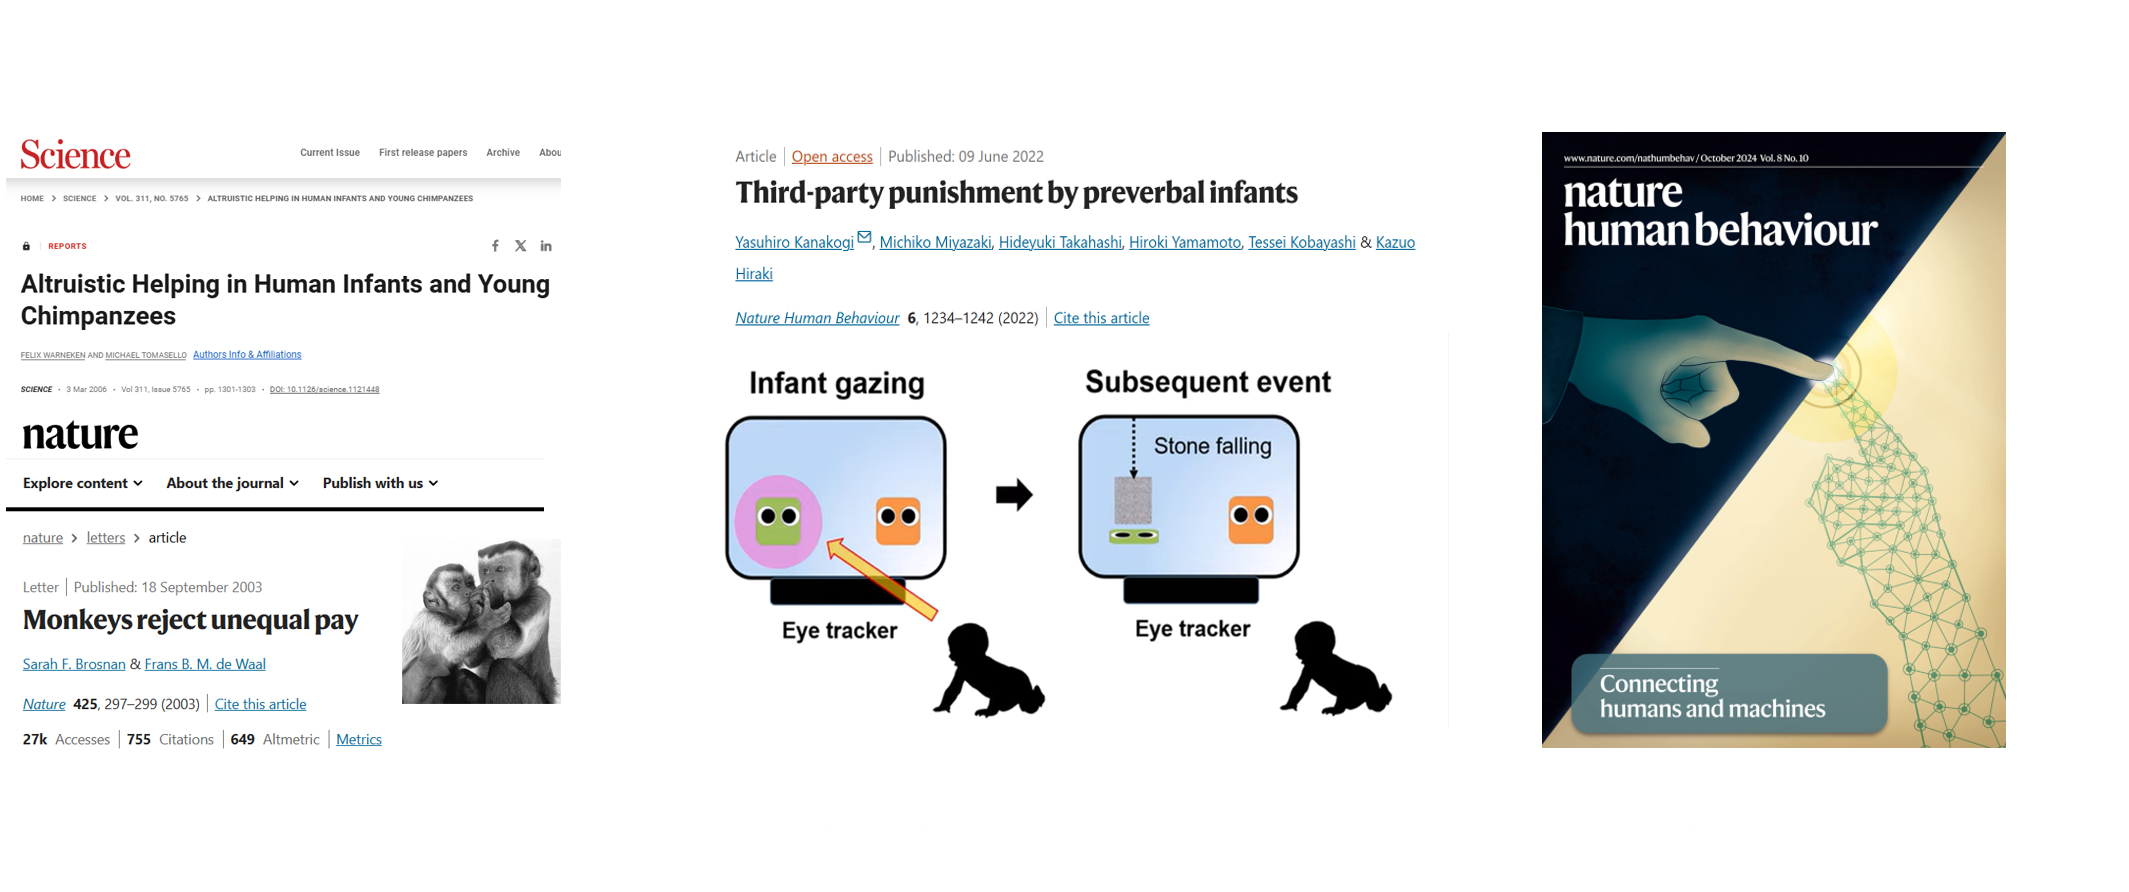 Science
Current Issue First release papers Archive Abou
HOME > SCIENCE > VOL. 311, NO. 5765 > ALTRUISTIC HELPING IN HUMAN INFANTS AND YOUNG CHIMPANZEES
REPORTS
Altruistic Helping in Human Infants and Young
Chimpanzees
FELIX WARNEKEN AND MICHAEL TOMASELLO Authors Info & Affiliations
SCIENCE • 3 Mar 2006 • Vol 311, Issue 5765 • pp. 1301-1303 • DOI: 10.1126/science.1121448
nature
Explore content About the journal Publish with us
nature > letters > article
Letter | Published: 18 September 2003
Monkeys reject unequal pay
Sarah F. Brosnan & Frans B. M. de Waal
Nature 425, 297–299 (2003) | Cite this article
27k Accesses | 755 Citations | 649 Altmetric | Metrics
Article | Open access | Published: 09 June 2022
Third-party punishment by preverbal infants
Yasuhiro Kanakogi, Michiko Miyazaki, Hideyuki Takahashi, Hiroki Yamamoto, Tessei Kobayashi & Kazuo
Hiraki
Nature Human Behaviour 6, 1234–1242 (2022) | Cite this article
Infant gazing
Subsequent event
Stone falling
Eye tracker
Eye tracker
www.nature.com/nathumbehav / October 2024 Vol. 8 No. 10
nature
human behaviour
Connecting
humans and machines